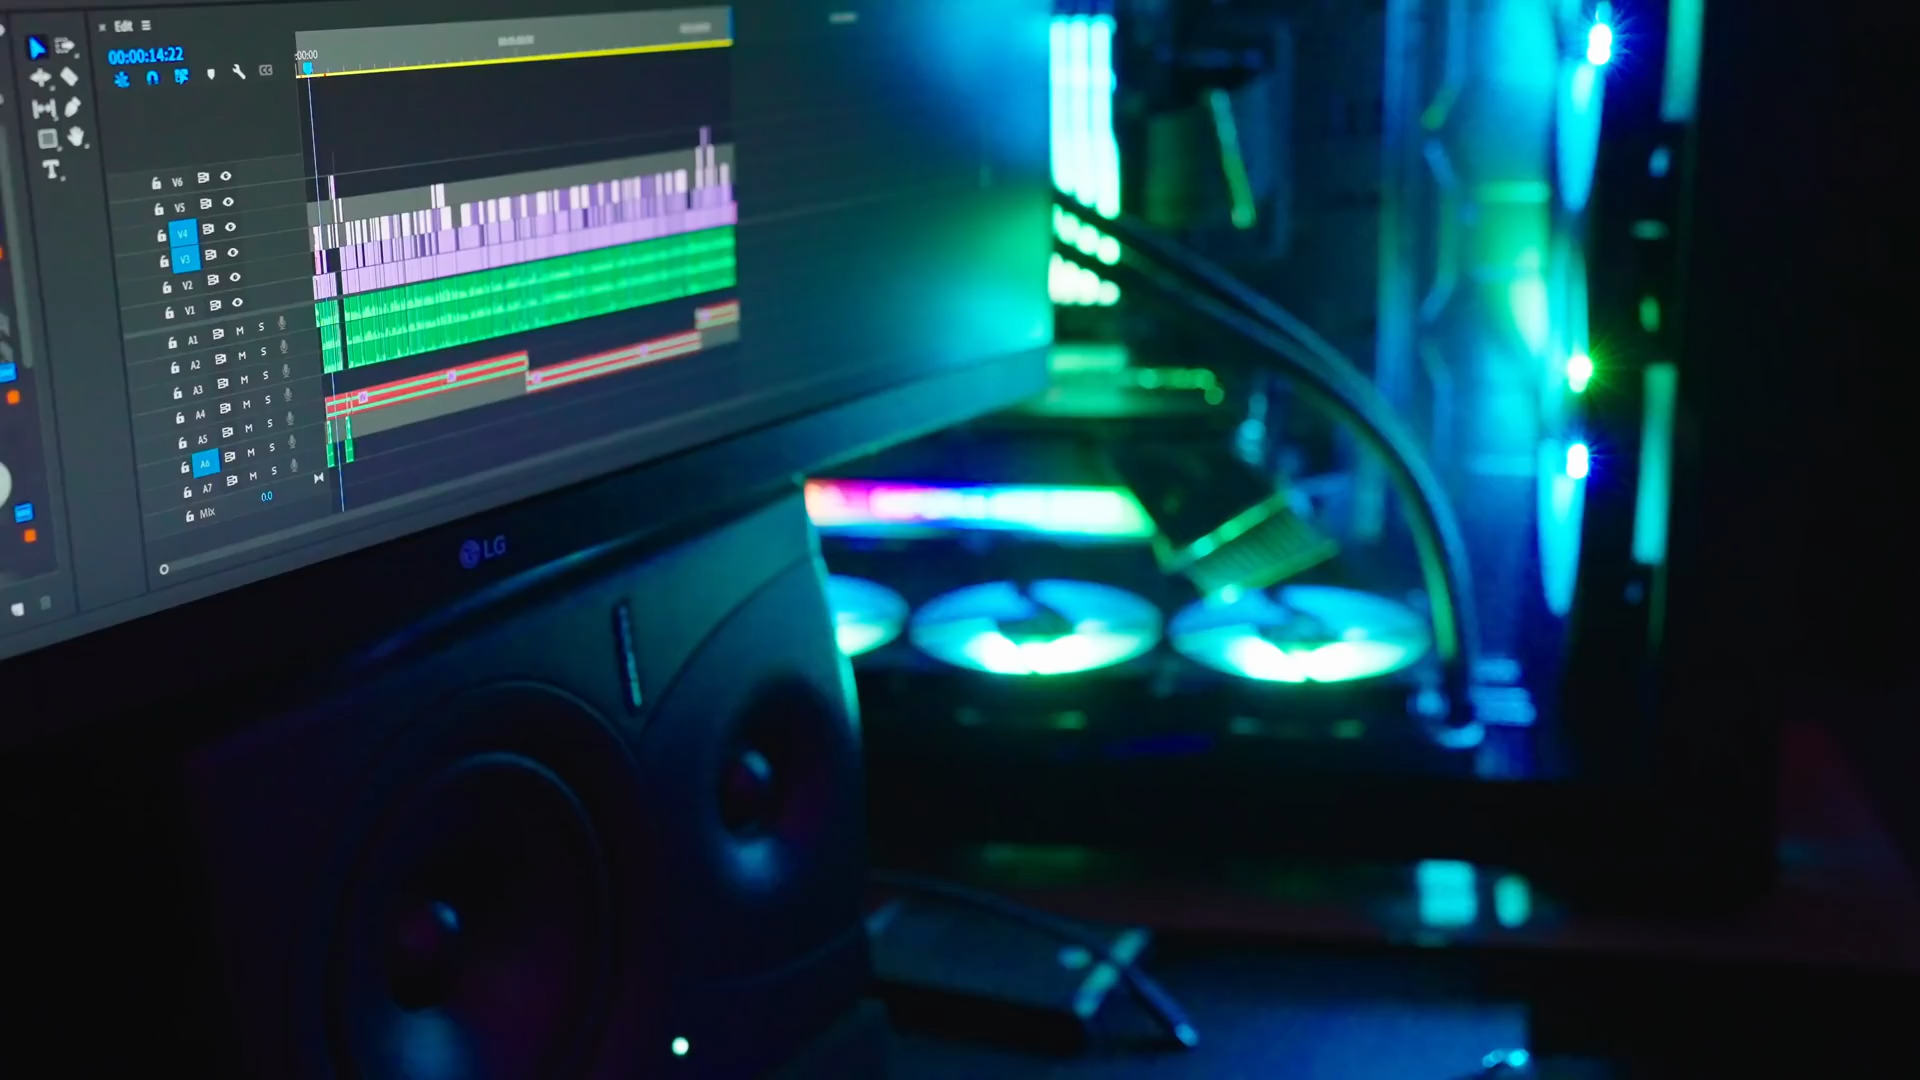 Edit
00:00:14:22
:00:00
V6
V5
V4
V3
V2
V1
A1 M S
A2 M S
A3 M S
A4 M S
A5 M S
A6 M S
A7 M S
Mix 0.0
LG